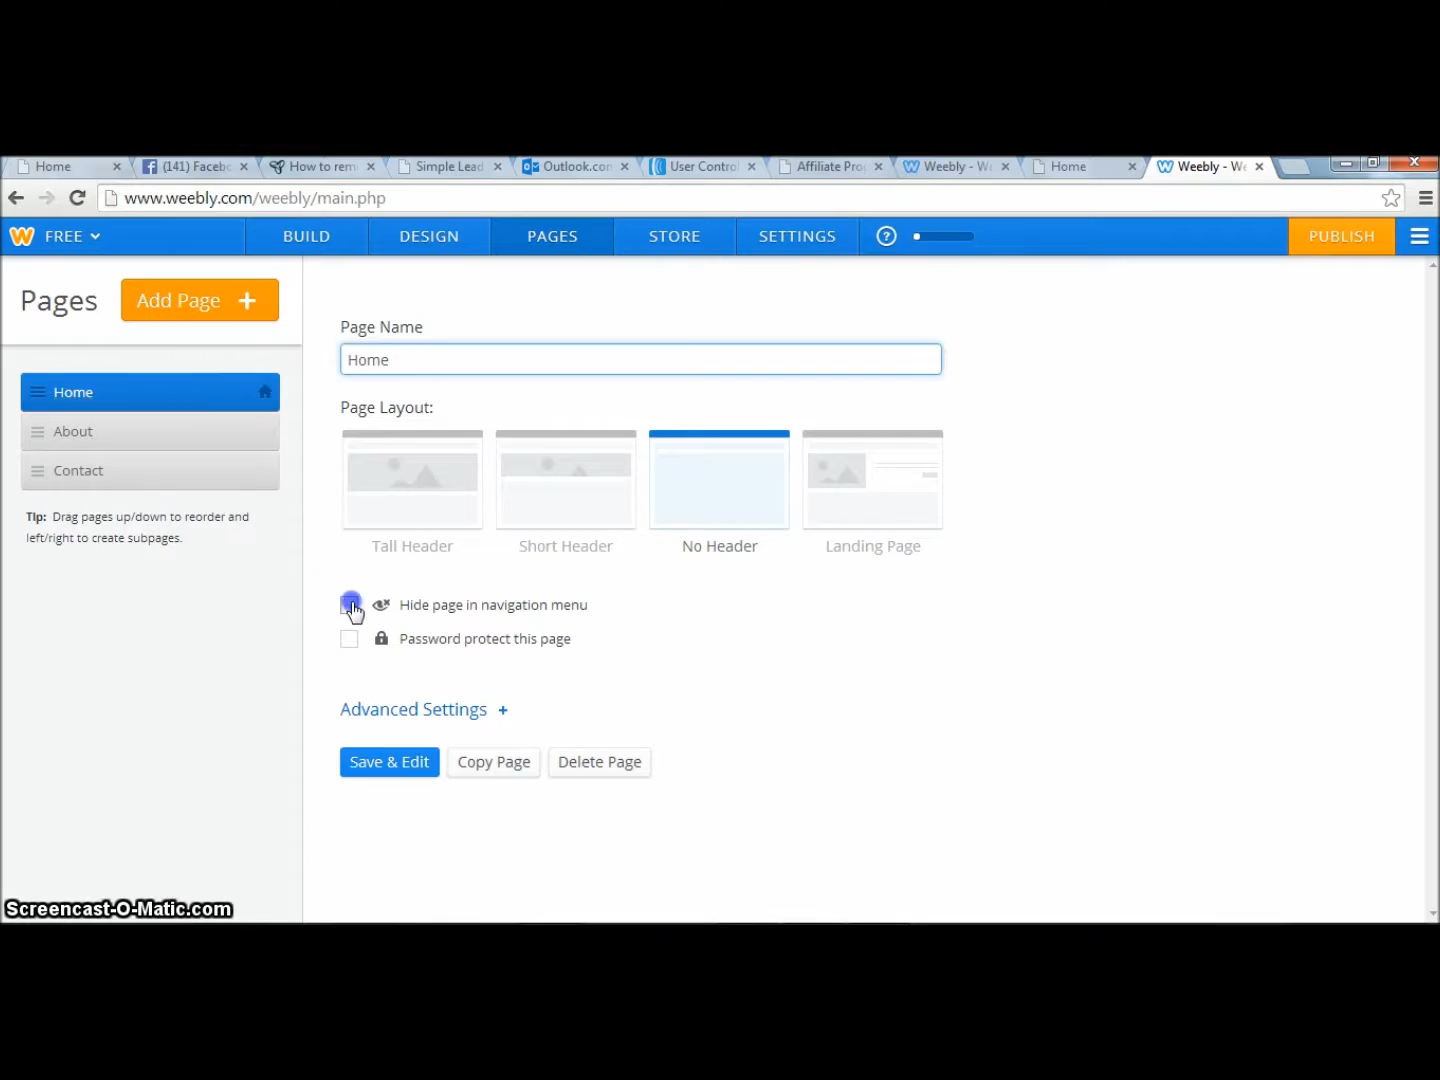 Home
(141) Facebo
How to rem
Simple Lead
Outlook.com
User Control
Affiliate Pro
Weebly - We
Home
Weebly - We
www.weebly.com/weebly/main.php
FREE
BUILD
DESIGN
PAGES
STORE
SETTINGS
?
PUBLISH
Pages
Add Page +
Home
About
Contact
Tip: Drag pages up/down to reorder and
left/right to create subpages.
Page Name
Home
Page Layout:
Tall Header
Short Header
No Header
Landing Page
Hide page in navigation menu
Password protect this page
Advanced Settings +
Save & Edit
Copy Page
Delete Page
Screencast-O-Matic.com